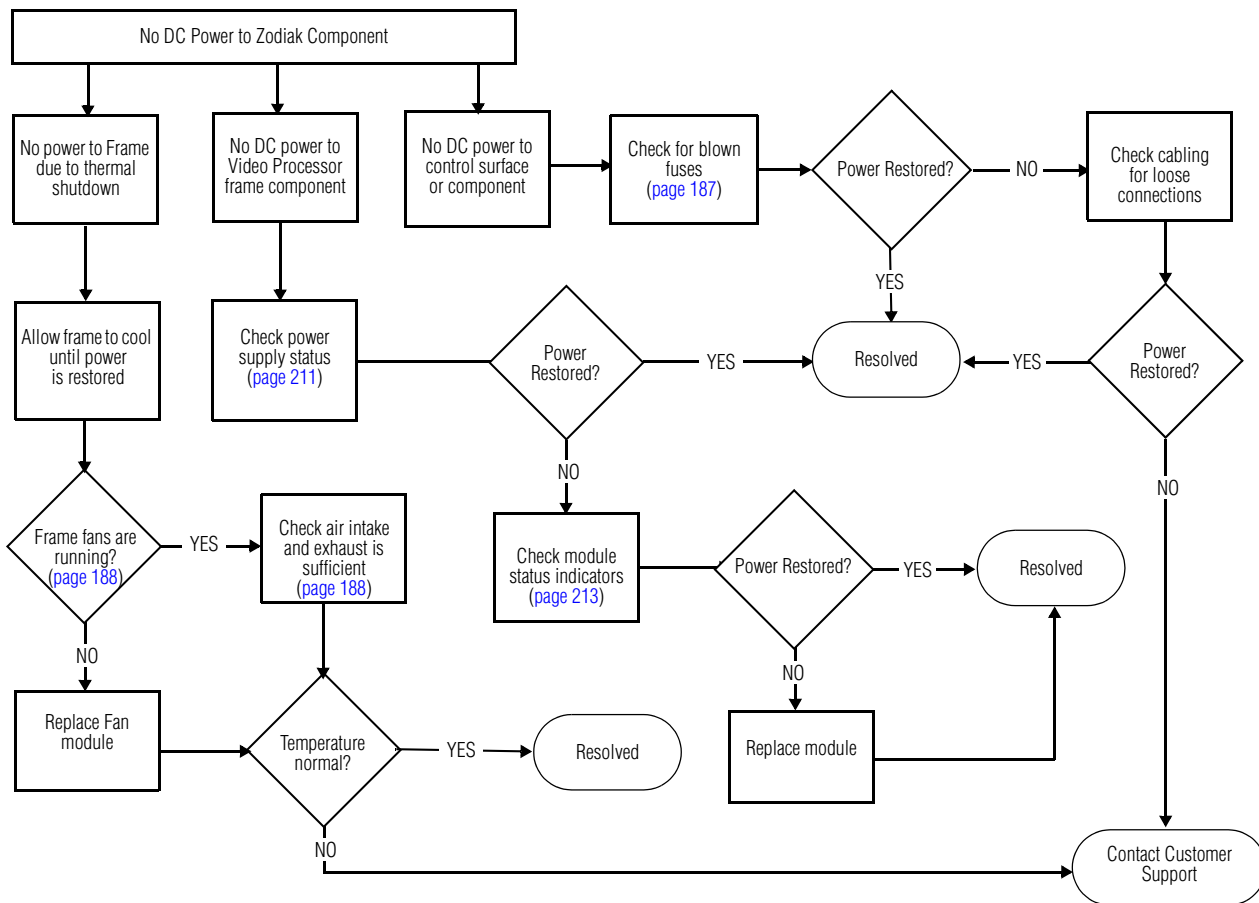 No DC Power to Zodiak Component
No power to Frame
due to thermal
shutdown
No DC power to
Video Processor
frame component
No DC power to
control surface
or component
Check for blown
fuses
(page 187)
Power Restored?
NO
Check cabling
for loose
connections
YES
Allow frame to cool
until power
is restored
Check power
supply status
(page 211)
Power
Restored?
YES
Resolved
YES
Power
Restored?
NO
NO
Frame fans are
running?
(page 188)
YES
Check air intake
and exhaust is
sufficient
(page 188)
Check module
status indicators
(page 213)
Power Restored?
YES
Resolved
NO
NO
Replace Fan
module
Temperature
normal?
YES
Resolved
Replace module
NO
Contact Customer
Support